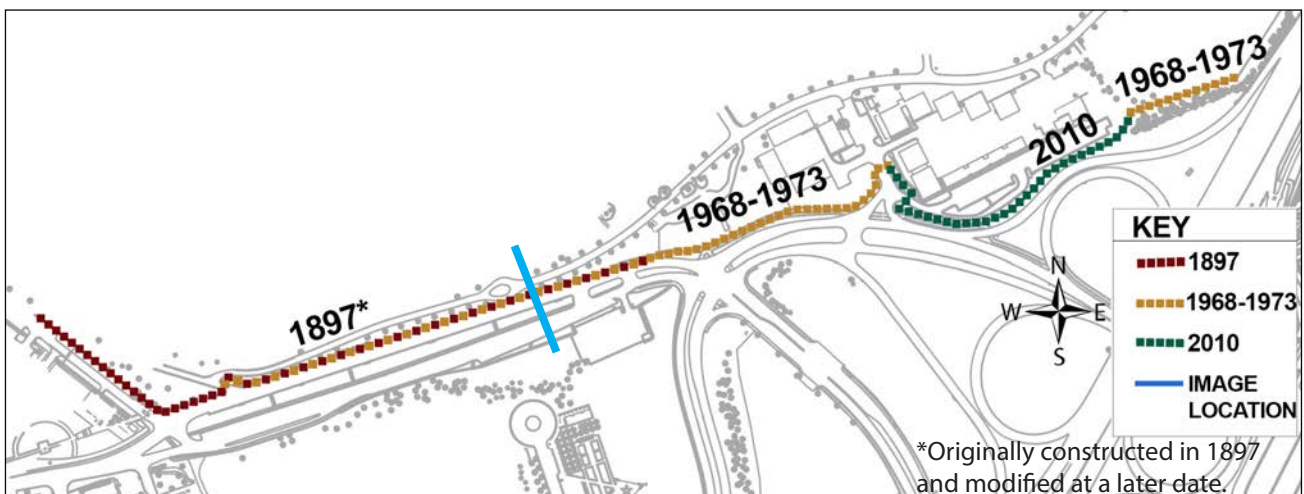 1968-1973
2010
1968-1973
1897*
KEY
1897
1968-1973
2010
IMAGE
LOCATION
N
W E
S
*Originally constructed in 1897
and modified at a later date.